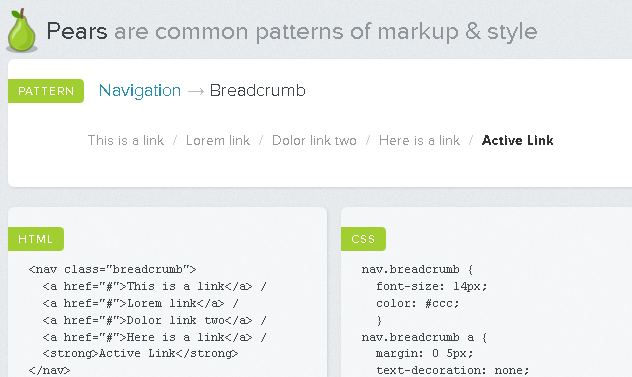 Pears are common patterns of markup & style
PATTERN
Navigation → Breadcrumb
This is a link / Lorem link / Dolor link two / Here is a link / Active Link
HTML
<nav class="breadcrumb">
<a href="#">This is a link</a> /
<a href="#">Lorem link</a> /
<a href="#">Dolor link two</a> /
<a href="#">Here is a link</a> /
<strong>Active Link</strong>
</nav>
CSS
nav.breadcrumb {
font-size: 14px;
color: #ccc;
}
nav.breadcrumb a {
margin: 0 5px;
text-decoration: none;